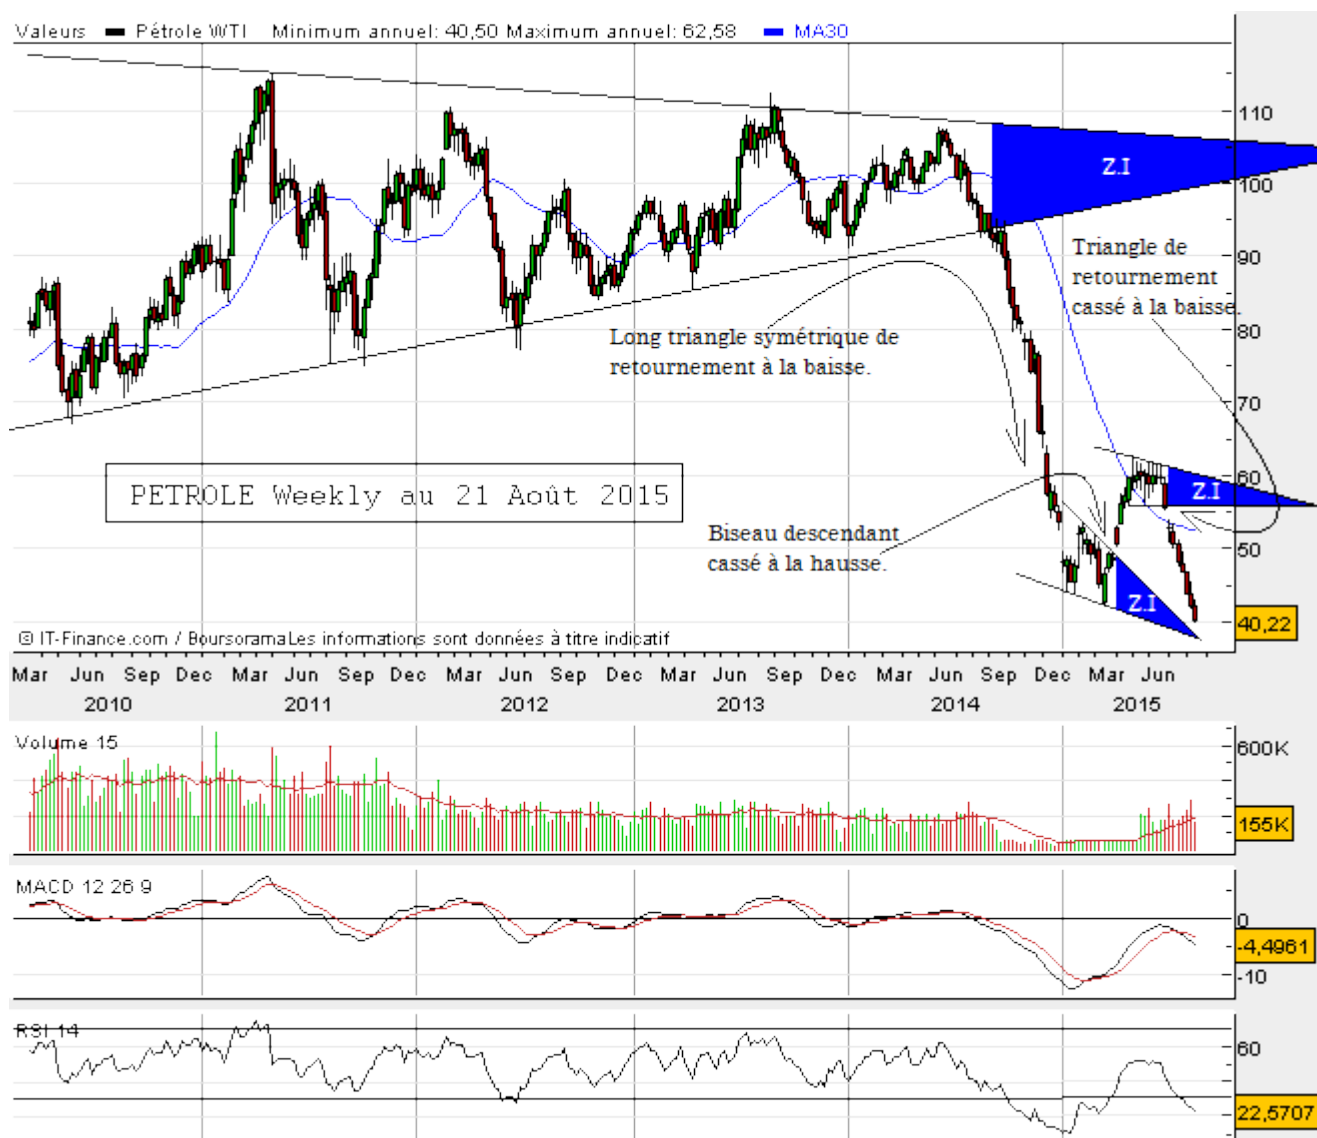 Valeurs Pétrole WTI Minimum annuel: 40,50 Maximum annuel: 62,58 MA30
110
Z.I
100
Triangle de
retournement
cassé à la baisse.
90
Long triangle symétrique de
retournement à la baisse.
80
70
PETROLE Weekly au 21 Août 2015
60
Z.I
Biseau descendant
cassé à la hausse.
50
Z.I
40,22
© IT-Finance.com / BoursoramaLes informations sont données à titre indicatif
Mar Jun Sep Dec Mar Jun Sep Dec Mar Jun Sep Dec Mar Jun Sep Dec Mar Jun Sep Dec Mar Jun
2010 2011 2012 2013 2014 2015
Volume 15
600K
155K
MACD 12 26 9
0
-4,4961
-10
RSI 14
60
22,5707